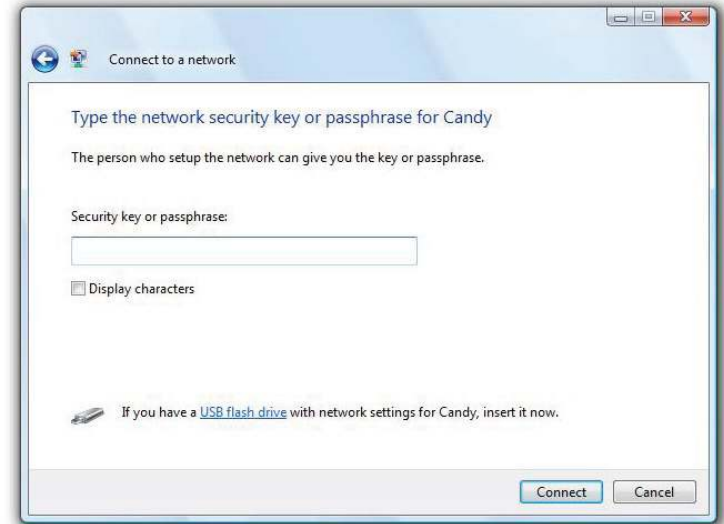 Connect to a network
Type the network security key or passphrase for Candy
The person who setup the network can give you the key or passphrase.
Security key or passphrase:
Display characters
If you have a USB flash drive with network settings for Candy, insert it now.
Connect Cancel